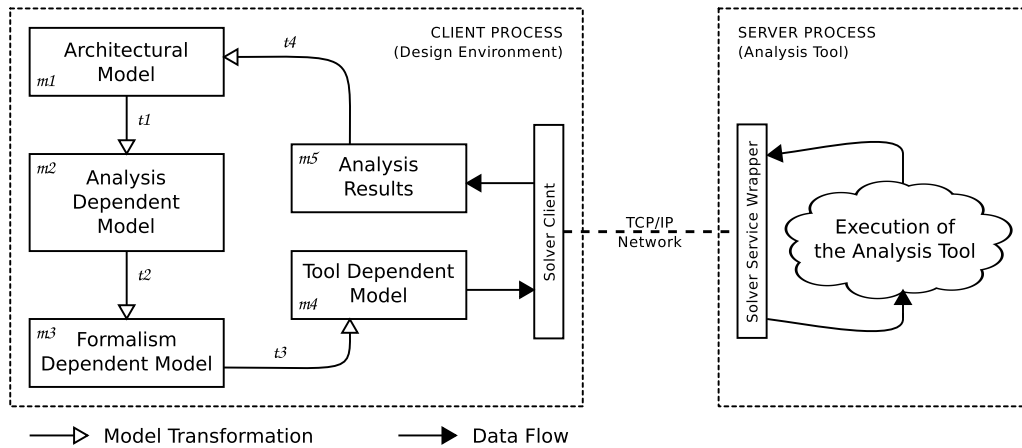 CLIENT PROCESS
(Design Environment)
Architectural
Model
m1
t4
t1
m2
Analysis
Dependent
Model
m5
Analysis
Results
t2
Tool Dependent
Model
m4
m3
Formalism
Dependent Model
t3
Solver Client
TCP/IP
Network
SERVER PROCESS
(Analysis Tool)
Solver Service Wrapper
Execution of
the Analysis Tool
Model Transformation
Data Flow